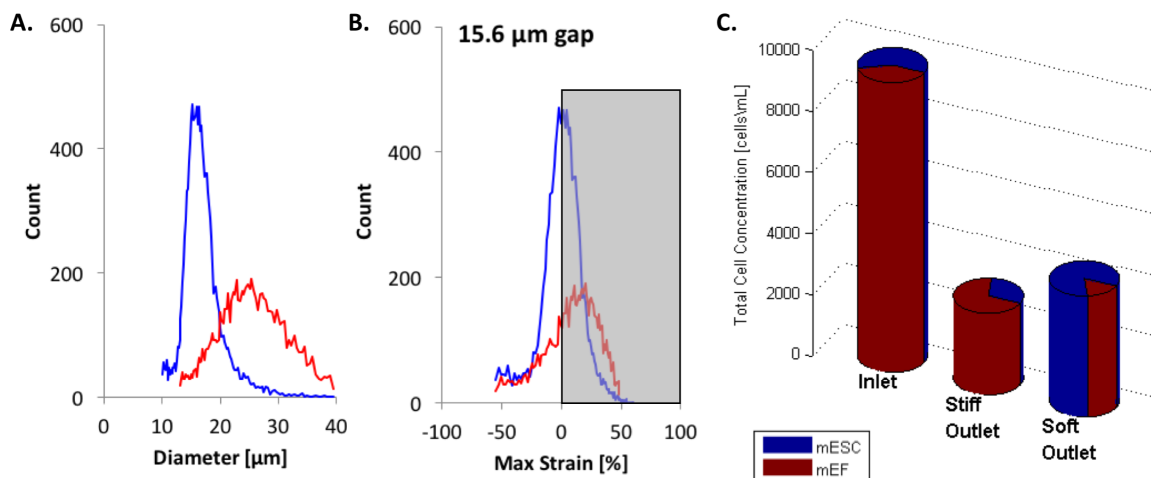 A.
600
400
200
0
Count
0 10 20 30 40
Diameter [µm]
B.
15.6 µm gap
600
400
200
0
Count
-100 -50 0 50 100
Max Strain [%]
C.
10000
8000
6000
4000
2000
0
Total Cell Concentration [cells\mL]
Inlet
Stiff
Outlet
Soft
Outlet
mESC
mEF